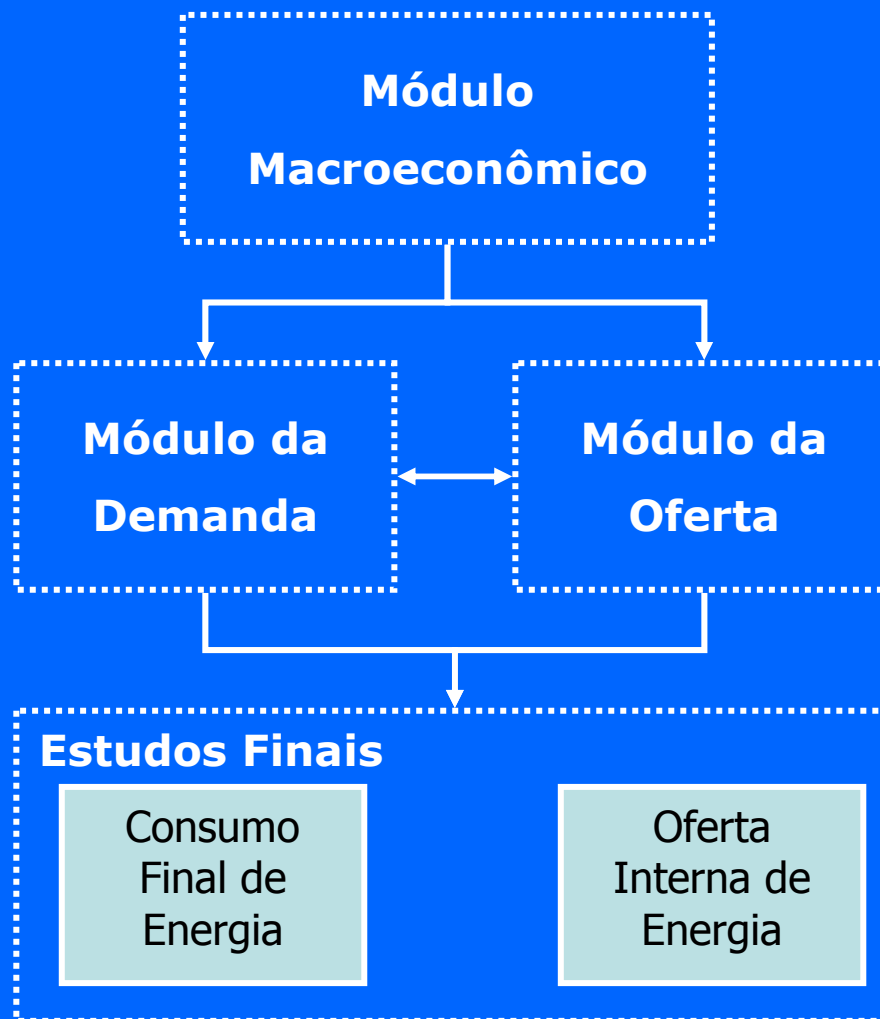 Módulo
Macroeconômico
Módulo da
Demanda
Módulo da
Oferta
Estudos Finais
Consumo
Final de
Energia
Oferta
Interna de
Energia